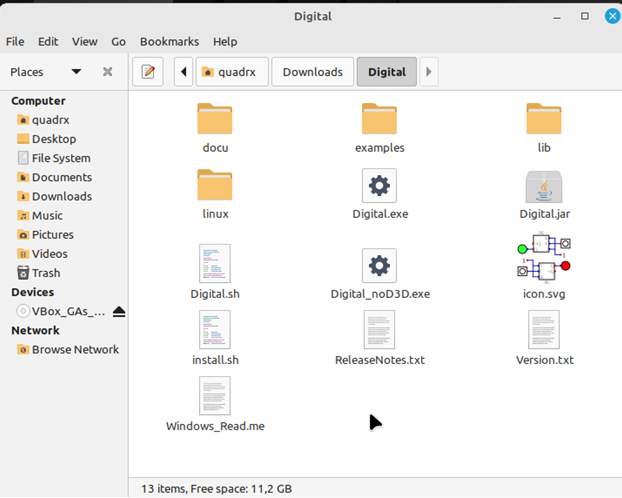 Digital
File Edit View Go Bookmarks Help
Places
quadrx Downloads Digital
Computer
quadrx
Desktop
File System
Documents
Downloads
Music
Pictures
Videos
Trash
Devices
VBox_GAs_...
Network
Browse Network
docu examples lib
linux Digital.exe Digital.jar
Digital.sh Digital_noD3D.exe icon.svg
install.sh ReleaseNotes.txt Version.txt
Windows_Read.me
13 items, Free space: 11,2 GB